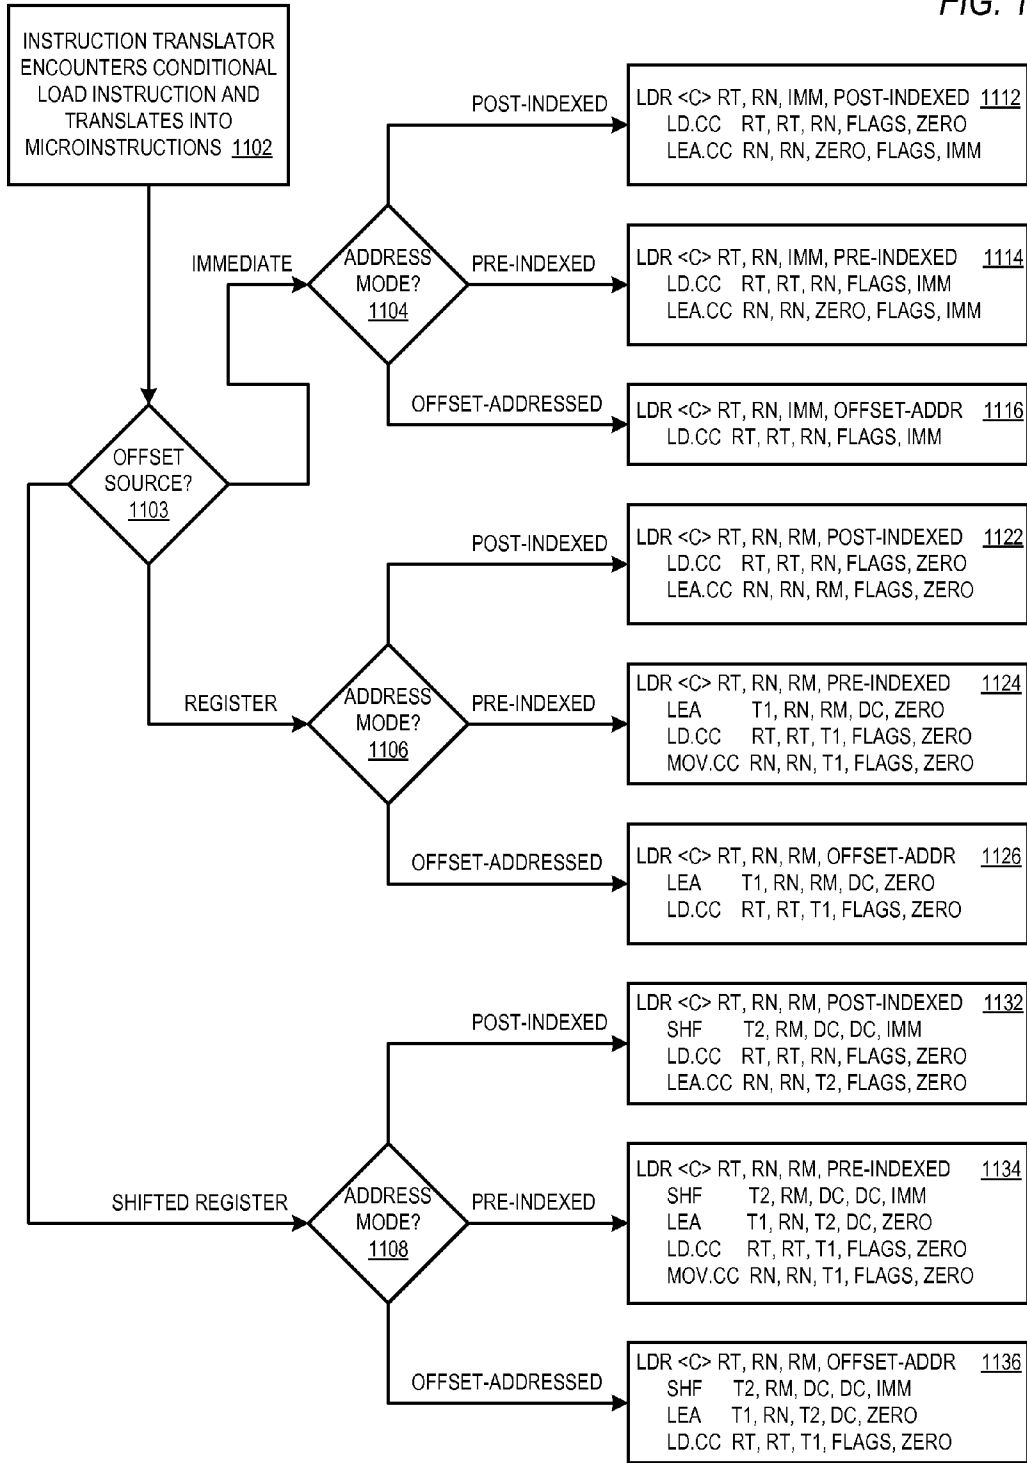 FIG. 1
INSTRUCTION TRANSLATOR
ENCOUNTERS CONDITIONAL
LOAD INSTRUCTION AND
TRANSLATES INTO
MICROINSTRUCTIONS 1102
OFFSET
SOURCE?
1103
IMMEDIATE
ADDRESS
MODE?
1104
POST-INDEXED
LDR <C> RT, RN, IMM, POST-INDEXED 1112
LD.CC RT, RT, RN, FLAGS, ZERO
LEA.CC RN, RN, ZERO, FLAGS, IMM
PRE-INDEXED
LDR <C> RT, RN, IMM, PRE-INDEXED 1114
LD.CC RT, RT, RN, FLAGS, IMM
LEA.CC RN, RN, ZERO, FLAGS, IMM
OFFSET-ADDRESSED
LDR <C> RT, RN, IMM, OFFSET-ADDR 1116
LD.CC RT, RT, RN, FLAGS, IMM
REGISTER
ADDRESS
MODE?
1106
POST-INDEXED
LDR <C> RT, RN, RM, POST-INDEXED 1122
LD.CC RT, RT, RN, FLAGS, ZERO
LEA.CC RN, RN, RM, FLAGS, ZERO
PRE-INDEXED
LDR <C> RT, RN, RM, PRE-INDEXED 1124
LEA T1, RN, RM, DC, ZERO
LD.CC RT, RT, T1, FLAGS, ZERO
MOV.CC RN, RN, T1, FLAGS, ZERO
OFFSET-ADDRESSED
LDR <C> RT, RN, RM, OFFSET-ADDR 1126
LEA T1, RN, RM, DC, ZERO
LD.CC RT, RT, T1, FLAGS, ZERO
SHIFTED REGISTER
ADDRESS
MODE?
1108
POST-INDEXED
LDR <C> RT, RN, RM, POST-INDEXED 1132
SHF T2, RM, DC, DC, IMM
LD.CC RT, RT, RN, FLAGS, ZERO
LEA.CC RN, RN, T2, FLAGS, ZERO
PRE-INDEXED
LDR <C> RT, RN, RM, PRE-INDEXED 1134
SHF T2, RM, DC, DC, IMM
LEA T1, RN, T2, DC, ZERO
LD.CC RT, RT, T1, FLAGS, ZERO
MOV.CC RN, RN, T1, FLAGS, ZERO
OFFSET-ADDRESSED
LDR <C> RT, RN, RM, OFFSET-ADDR 1136
SHF T2, RM, DC, DC, IMM
LEA T1, RN, T2, DC, ZERO
LD.CC RT, RT, T1, FLAGS, ZERO